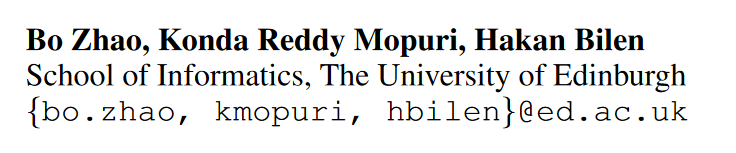 Bo Zhao, Konda Reddy Mopuri, Hakan Bilen
School of Informatics, The University of Edinburgh
{bo.zhao, kmopuri, hbilen}@ed.ac.uk